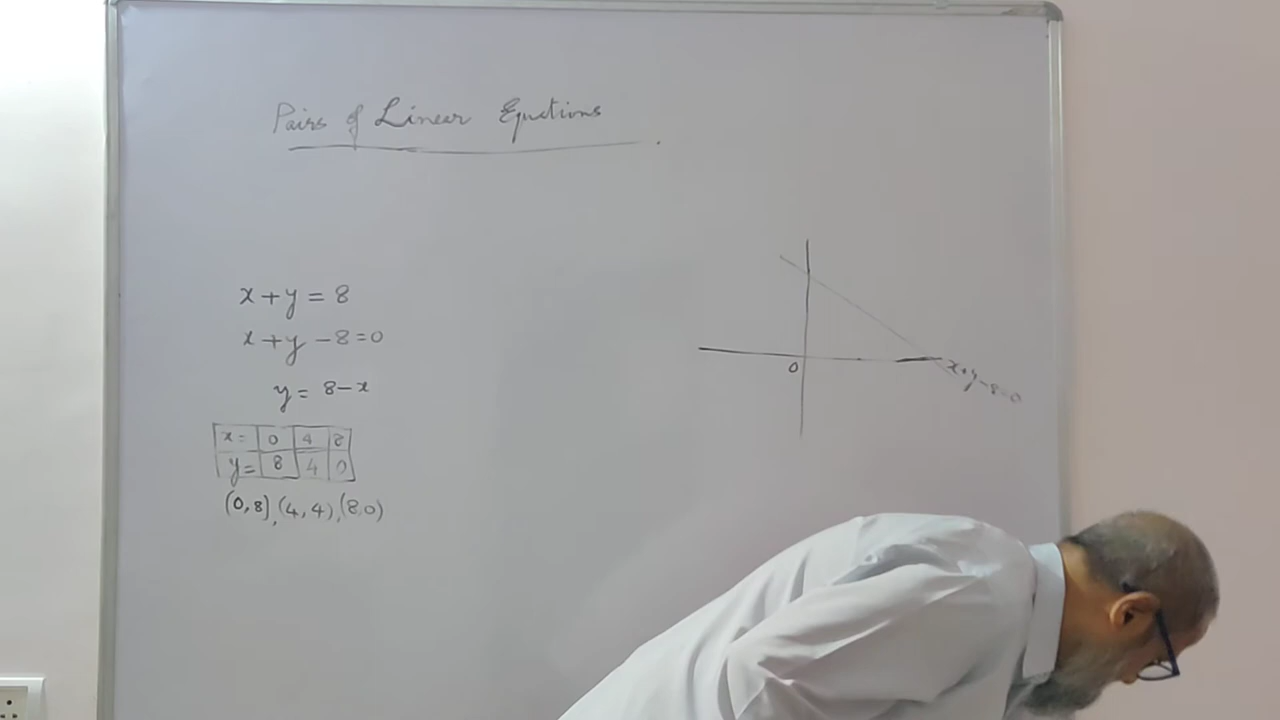 Pairs of Linear Equations
x + y = 8
x + y - 8 = 0
y = 8 - x
x = 0 4 8
y = 8 4 0
(0,8), (4,4), (8,0)
0
x+y-8=0